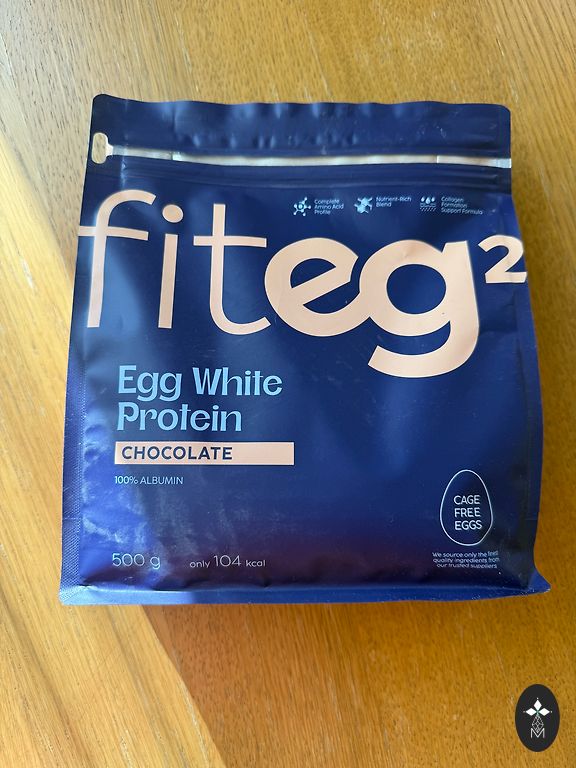 Complete
Amino Acid
Profile
Nutrient-Rich
Blend
Collagen
Formation
Support Formula
fiteg²
Egg White
Protein
CHOCOLATE
100% ALBUMIN
CAGE
FREE
EGGS
500 g
only 104 kcal
We source only the best
quality ingredients from
our trusted suppliers
M